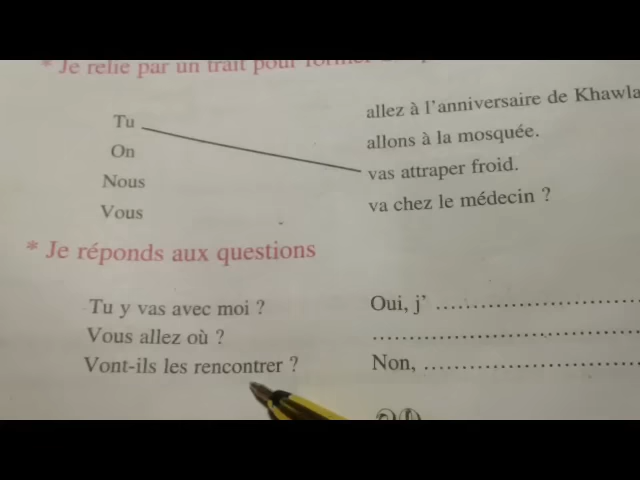 * Je relie par un trait pour former
Tu
On
Nous
Vous
allez à l'anniversaire de Khawla
allons à la mosquée.
vas attraper froid.
va chez le médecin ?
* Je réponds aux questions
Tu y vas avec moi ?
Oui, j' ..............................
Vous allez où ?
........................................
Vont-ils les rencontrer ?
Non, ................................